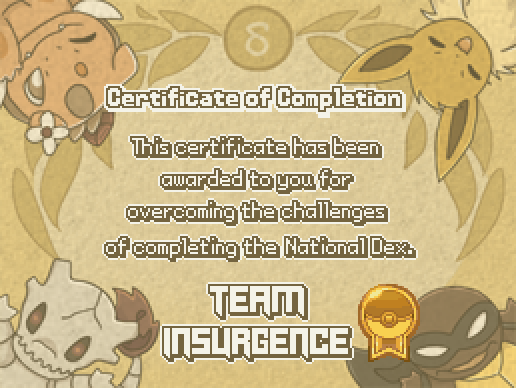 δ
Certificate of Completion
This certificate has been
awarded to you for
overcoming the challenges
of completing the National Dex.
TEAM
INSURGENCE